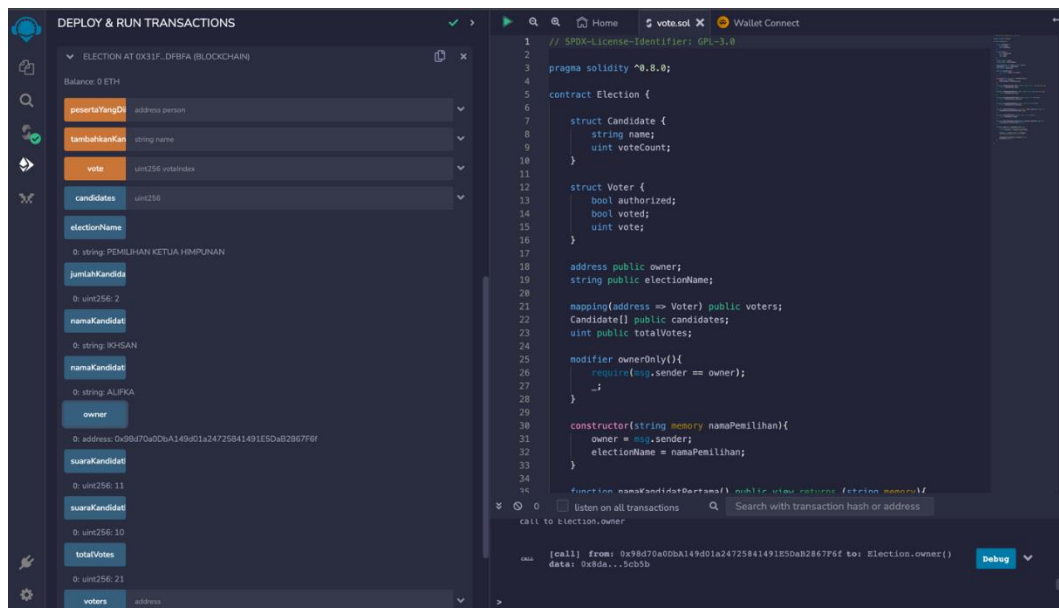 DEPLOY & RUN TRANSACTIONS
ELECTION AT 0X31F...DFBFA (BLOCKCHAIN)
Balance: 0 ETH
pesertaYangDi address person
tambahkanKan string name
vote uint256 voteIndex
candidates uint256
electionName
0: string: PEMILIHAN KETUA HIMPUNAN
jumlahKandida
0: uint256: 2
namaKandidat
0: string: IKHSAN
namaKandidat
0: string: ALIFKA
owner
0: address: 0x98d70a0DbA149d01a24725841491E5DaB2867F6f
suaraKandidat
0: uint256: 11
suaraKandidat
0: uint256: 10
totalVotes
0: uint256: 21
voters address
Home vote.sol Wallet Connect
1 // SPDX-License-Identifier: GPL-3.0
2
3 pragma solidity ^0.8.0;
4
5 contract Election {
6
7 struct Candidate {
8 string name;
9 uint voteCount;
10 }
11
12 struct Voter {
13 bool authorized;
14 bool voted;
15 uint vote;
16 }
17
18 address public owner;
19 string public electionName;
20
21 mapping(address => Voter) public voters;
22 Candidate[] public candidates;
23 uint public totalVotes;
24
25 modifier ownerOnly(){
26 require(msg.sender == owner);
27 _;
28 }
29
30 constructor(string memory namaPemilihan){
31 owner = msg.sender;
32 electionName = namaPemilihan;
33 }
34
35 function namaKandidatPertama() public view returns (string memory){
0 listen on all transactions Search with transaction hash or address
call to Election.owner
CALL [call] from: 0x98d70a0DbA149d01a24725841491E5DaB2867F6f to: Election.owner() Debug
data: 0x8da...5cb5b
>